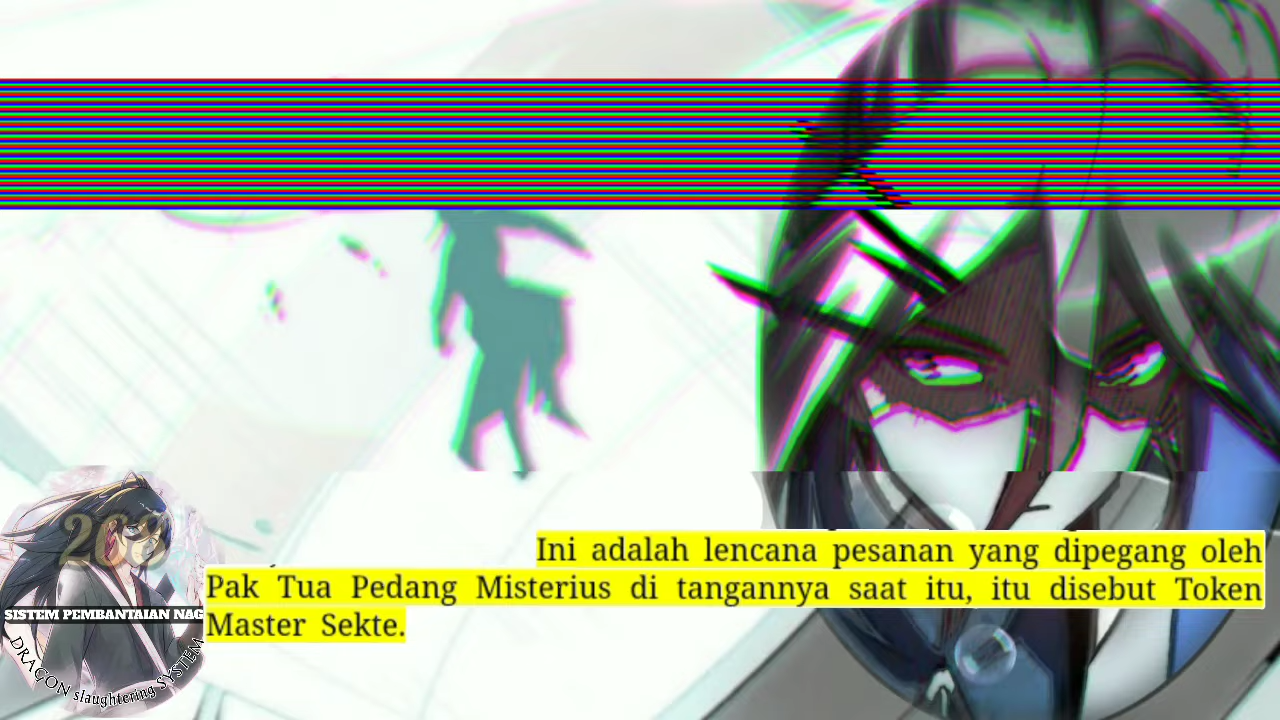 Ini adalah lencana pesanan yang dipegang oleh
Pak Tua Pedang Misterius di tangannya saat itu, itu disebut Token
Master Sekte.
SISTEM PEMBANTAIAN NAG
DRAGON slaughtering SYSTEM